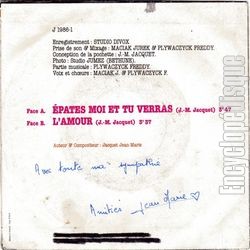 J 1988-1
Enregistrement : STUDIO DIVOX
Prise de son & Mixage : MACIAK JUREK & PLYWACZYCK FREDDY.
Conception de la pochette : J.-M. JACQUET.
Photo : Studio JUMEZ (BETHUNE).
Partie musicale : PLYWACZYCK FREDDY.
Voix et chœurs : MACIAK J. & PLYWACZYCK F.
Face A. ÉPATES MOI ET TU VERRAS (J.-M. Jacquet) 3'47
Face B. L'AMOUR (J.-M. Jacquet) 3'37
Auteur & Compositeur : Jacquet Jean Marie
Avec toute ma sympathie
Amitiés Jean Marie
Encyclopédisque